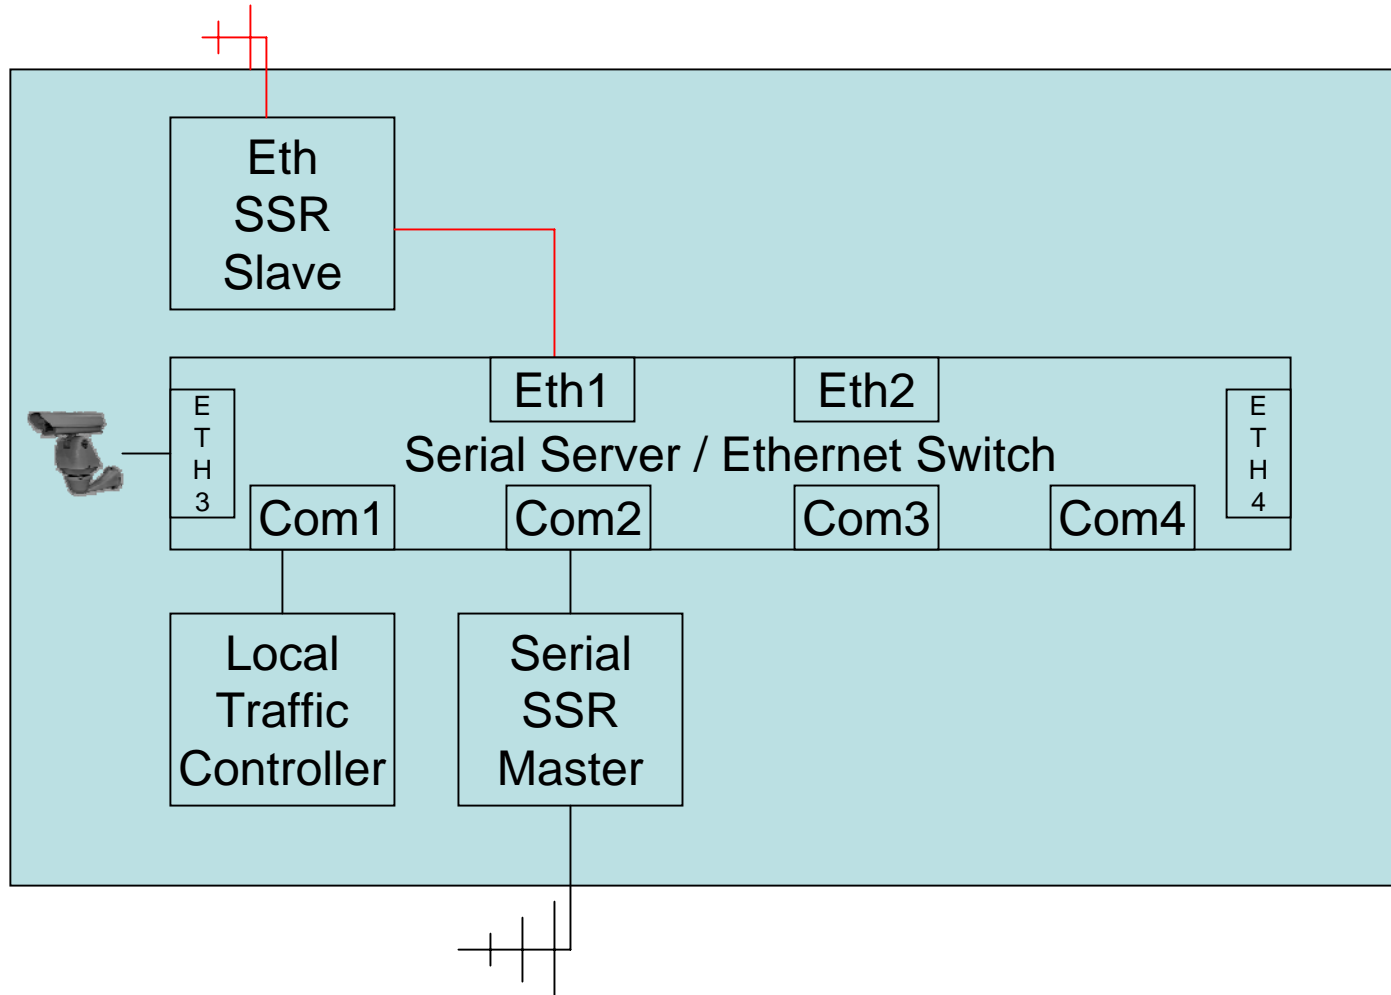 Eth
SSR
Slave
Eth1
Eth2
E
T
H
3
E
T
H
4
Serial Server / Ethernet Switch
Com1
Com2
Com3
Com4
Local
Traffic
Controller
Serial
SSR
Master